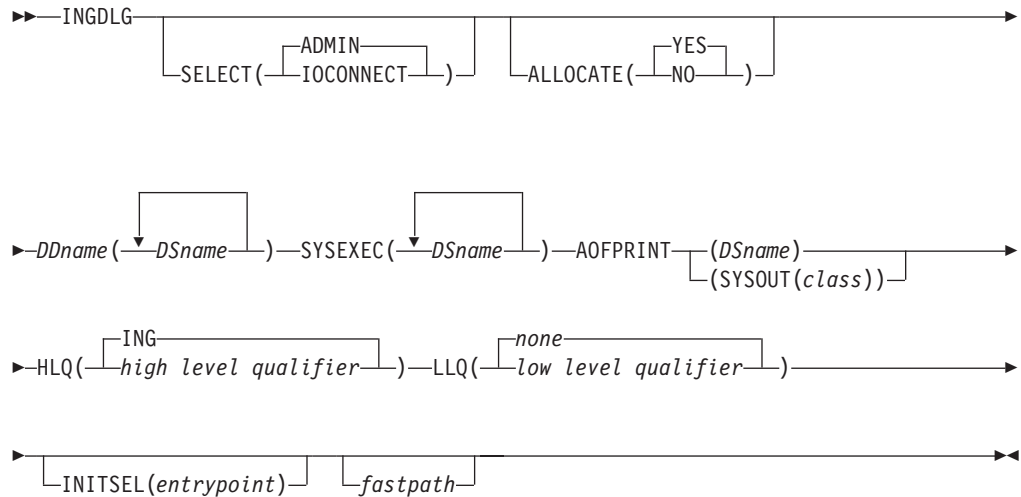 INGDLG
ADMIN YES
SELECT( IOCONNECT ) ALLOCATE( NO )
DDname( DSname ) SYSEXEC( DSname ) AOFPRINT (DSname)
(SYSOUT(class))
ING none
HLQ( high level qualifier ) LLQ( low level qualifier )
INITSEL(entrypoint) fastpath